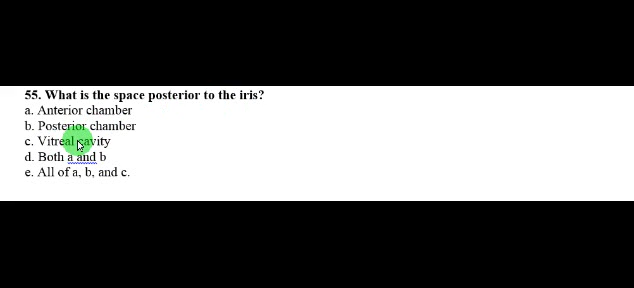 55. What is the space posterior to the iris?
a. Anterior chamber
b. Posterior chamber
c. Vitreal cavity
d. Both a and b
e. All of a, b, and c.